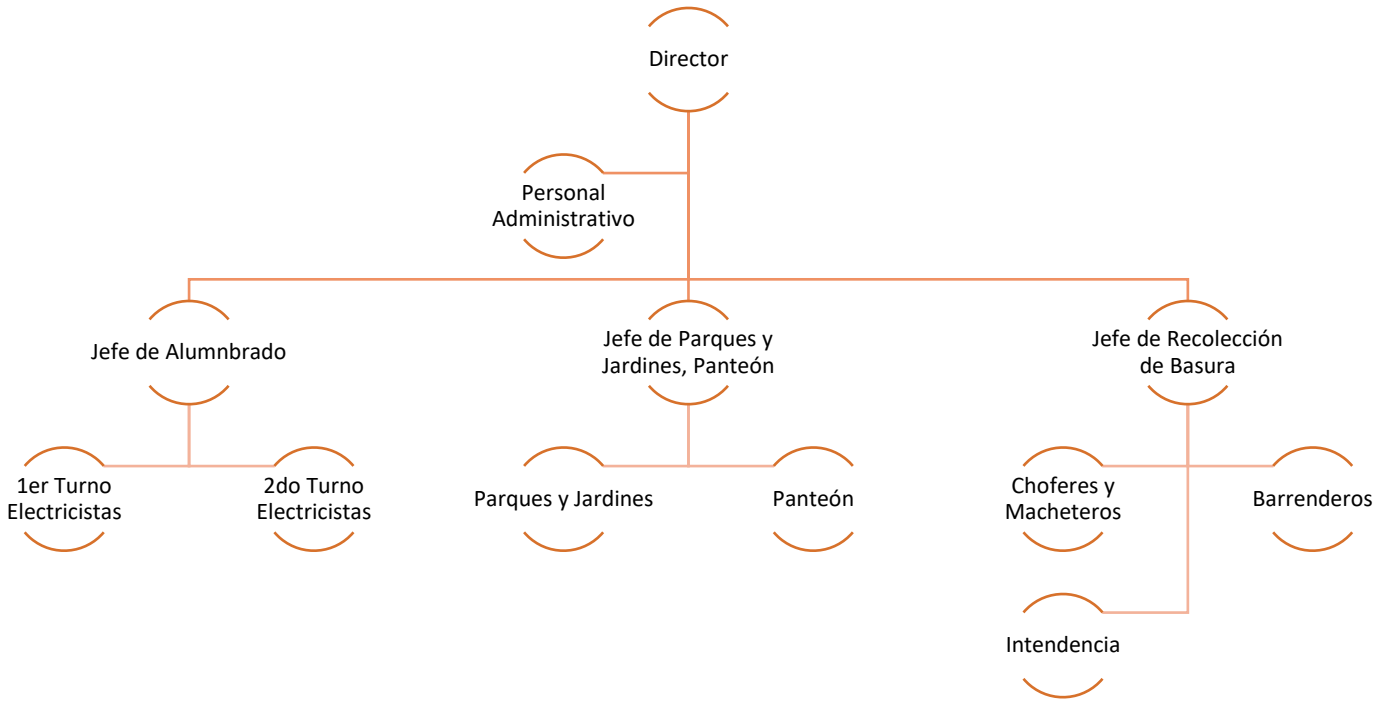 Director
Personal
Administrativo
Jefe de Alumnbrado
Jefe de Parques y
Jardines, Panteón
Jefe de Recolección
de Basura
1er Turno
Electricistas
2do Turno
Electricistas
Parques y Jardines
Panteón
Choferes y
Macheteros
Barrenderos
Intendencia